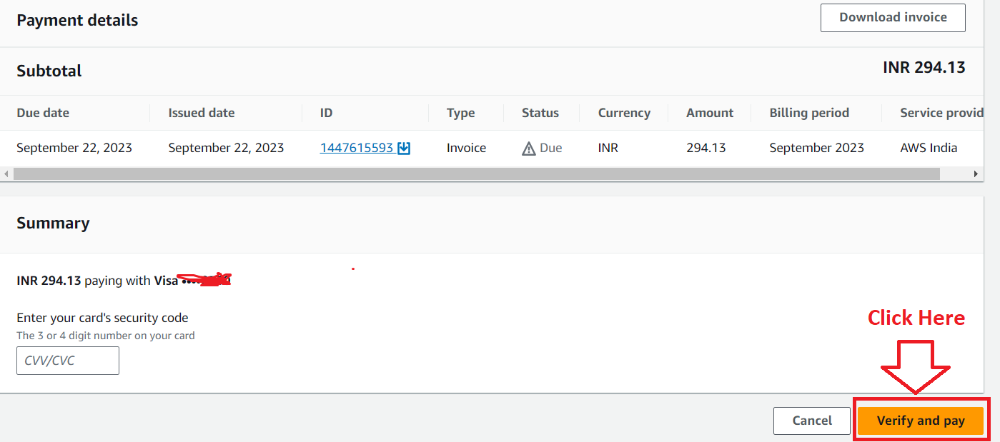 Payment details
Download invoice
Subtotal
INR 294.13
Due date Issued date ID Type Status Currency Amount Billing period Service provid
September 22, 2023 September 22, 2023 1447615593 Invoice Due INR 294.13 September 2023 AWS India
Summary
INR 294.13 paying with Visa
Enter your card's security code
The 3 or 4 digit number on your card
CVV/CVC
Click Here
Cancel Verify and pay